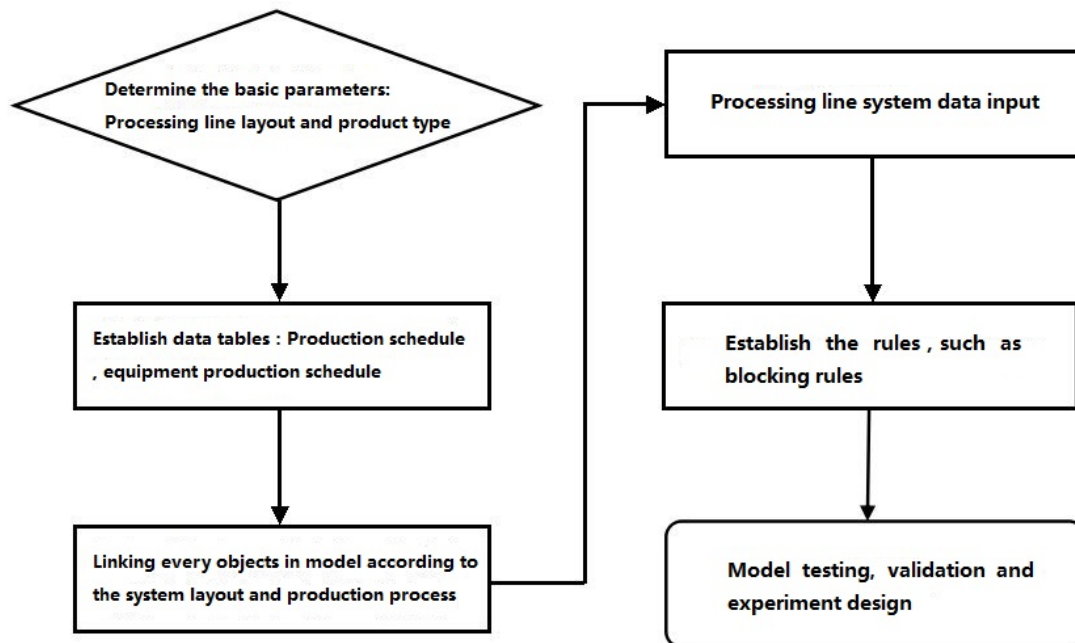 Determine the basic parameters:
Processing line layout and product type
Establish data tables : Production schedule
, equipment production schedule
Linking every objects in model according to
the system layout and production process
Processing line system data input
Establish the rules , such as
blocking rules
Model testing, validation and
experiment design